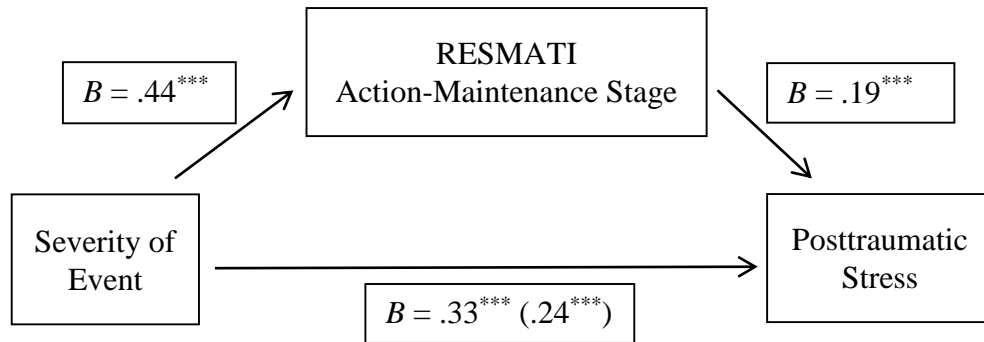 RESMATI
Action-Maintenance Stage
B = .44***
B = .19***
Severity of
Event
Posttraumatic
Stress
B = .33*** (.24***)